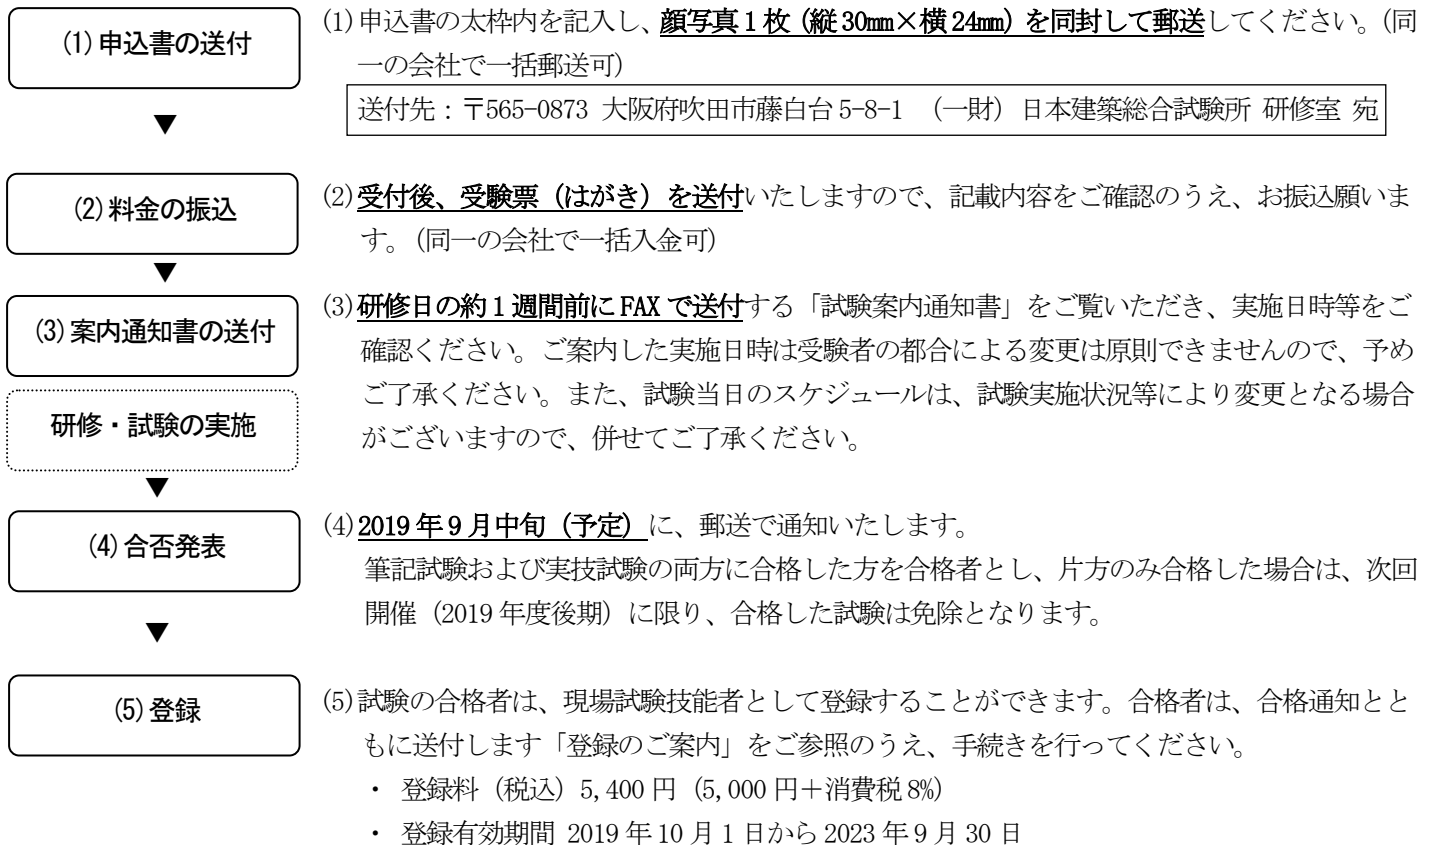 (1)申込書の送付
(1)申込書の太枠内を記入し、顔写真1枚(縦30㎜×横24㎜)を同封して郵送してください。(同
一の会社で一括郵送可)
送付先：〒565-0873 大阪府吹田市藤白台5-8-1 （一財）日本建築総合試験所 研修室 宛
▼
(2)料金の振込
(2)受付後、受験票（はがき）を送付いたしますので、記載内容をご確認のうえ、お振込願いま
す。(同一の会社で一括入金可)
▼
(3)案内通知書の送付
(3)研修日の約1週間前にFAXで送付する「試験案内通知書」をご覧いただき、実施日時等をご
確認ください。ご案内した実施日時は受験者の都合による変更は原則できませんので、予め
ご了承ください。また、試験当日のスケジュールは、試験実施状況等により変更となる場合
がございますので、併せてご了承ください。
研修・試験の実施
▼
(4)合否発表
(4)2019年9月中旬（予定）に、郵送で通知いたします。
筆記試験および実技試験の両方に合格した方を合格者とし、片方のみ合格した場合は、次回
開催（2019年度後期）に限り、合格した試験は免除となります。
▼
(5)登録
(5)試験の合格者は、現場試験技能者として登録することができます。合格者は、合格通知とと
もに送付します「登録のご案内」をご参照のうえ、手続きを行ってください。
・ 登録料（税込）5,400円（5,000円＋消費税8%）
・ 登録有効期間 2019年10月1日から2023年9月30日